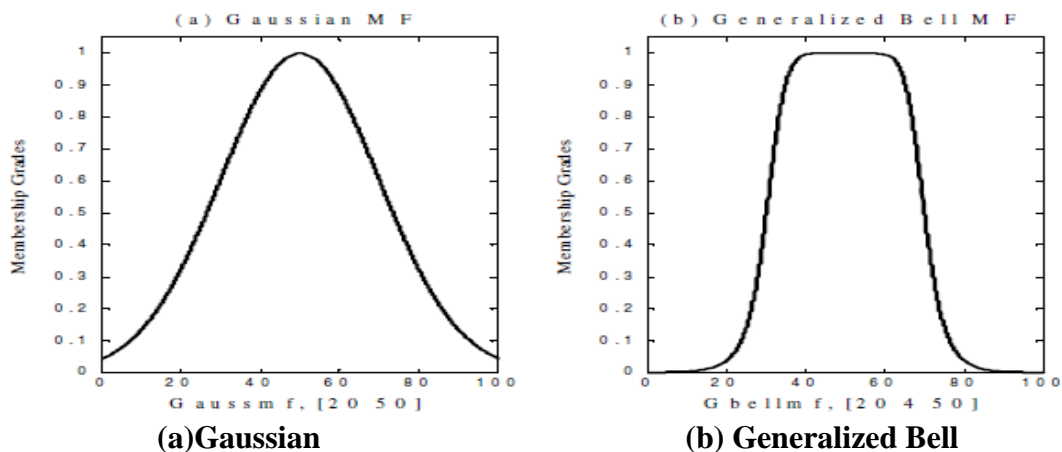 (a) Gaussian MF
1
0.9
0.8
0.7
0.6
0.5
0.4
0.3
0.2
0.1
0
Membership Grades
0 20 40 60 80 100
Gaussmf, [20 50]
(a)Gaussian
(b) Generalized Bell MF
1
0.9
0.8
0.7
0.6
0.5
0.4
0.3
0.2
0.1
0
Membership Grades
0 20 40 60 80 100
Gbellmf, [20 4 50]
(b) Generalized Bell